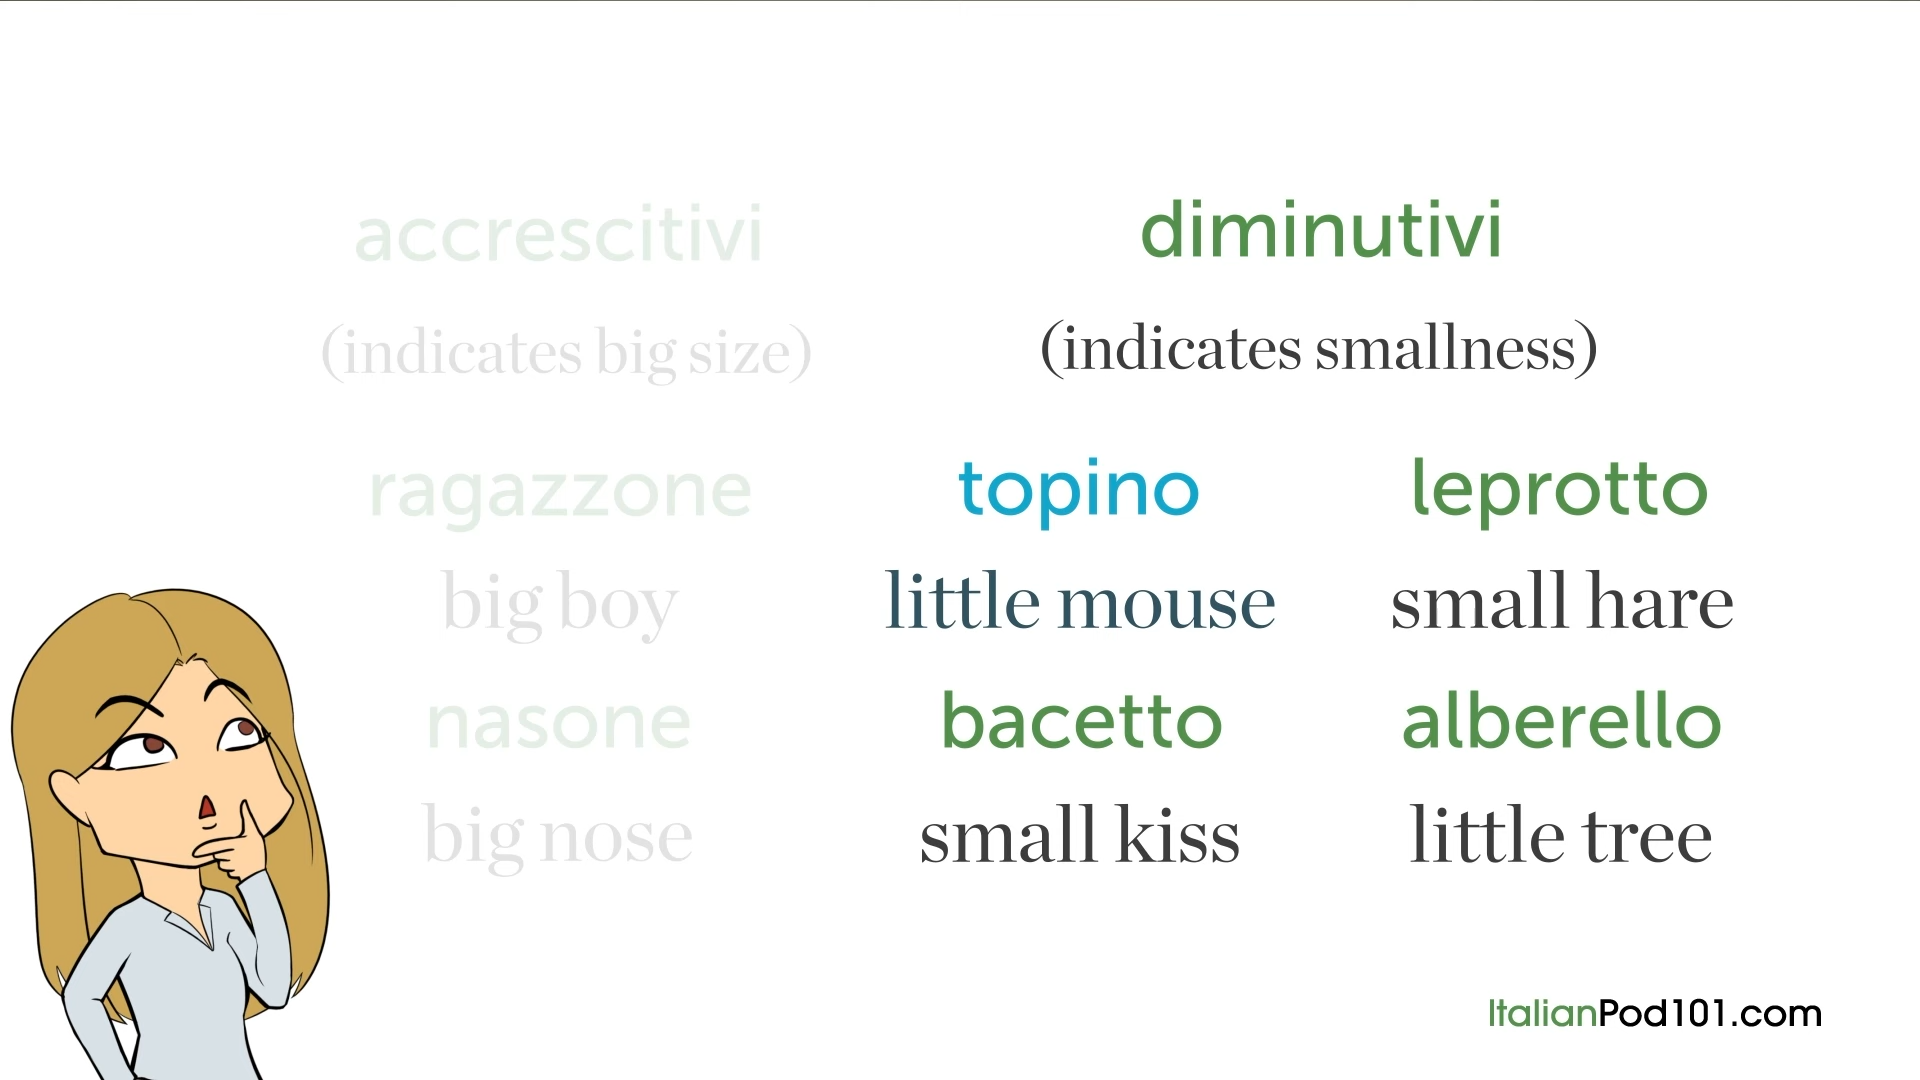 accrescitivi
diminutivi
(indicates big size)
(indicates smallness)
ragazzone
topino
leprotto
big boy
little mouse
small hare
nasone
bacetto
alberello
big nose
small kiss
little tree
ItalianPod101.com